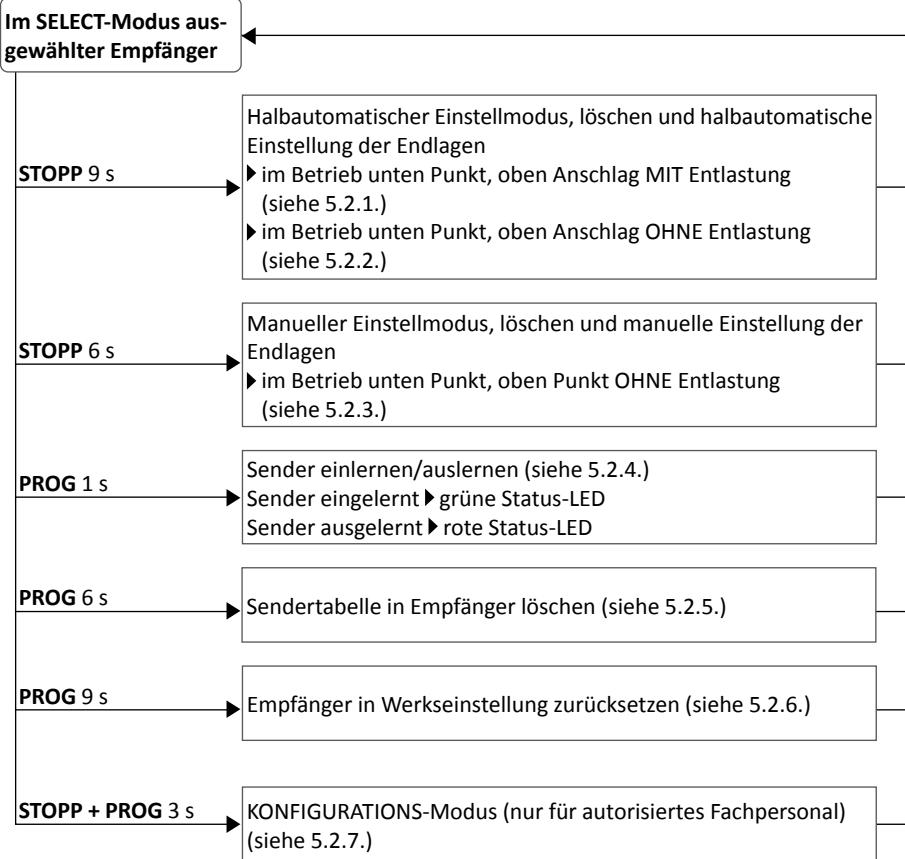 Im SELECT-Modus aus-
gewählter Empfänger
STOPP 9 s
Halbautomatischer Einstellmodus, löschen und halbautomatische
Einstellung der Endlagen
im Betrieb unten Punkt, oben Anschlag MIT Entlastung
(siehe 5.2.1.)
im Betrieb unten Punkt, oben Anschlag OHNE Entlastung
(siehe 5.2.2.)
STOPP 6 s
Manueller Einstellmodus, löschen und manuelle Einstellung der
Endlagen
im Betrieb unten Punkt, oben Punkt OHNE Entlastung
(siehe 5.2.3.)
PROG 1 s
Sender einlernen/auslernen (siehe 5.2.4.)
Sender eingelernt grüne Status-LED
Sender ausgelernt rote Status-LED
PROG 6 s
Sendertabelle in Empfänger löschen (siehe 5.2.5.)
PROG 9 s
Empfänger in Werkseinstellung zurücksetzen (siehe 5.2.6.)
STOPP + PROG 3 s
KONFIGURATIONS-Modus (nur für autorisiertes Fachpersonal)
(siehe 5.2.7.)